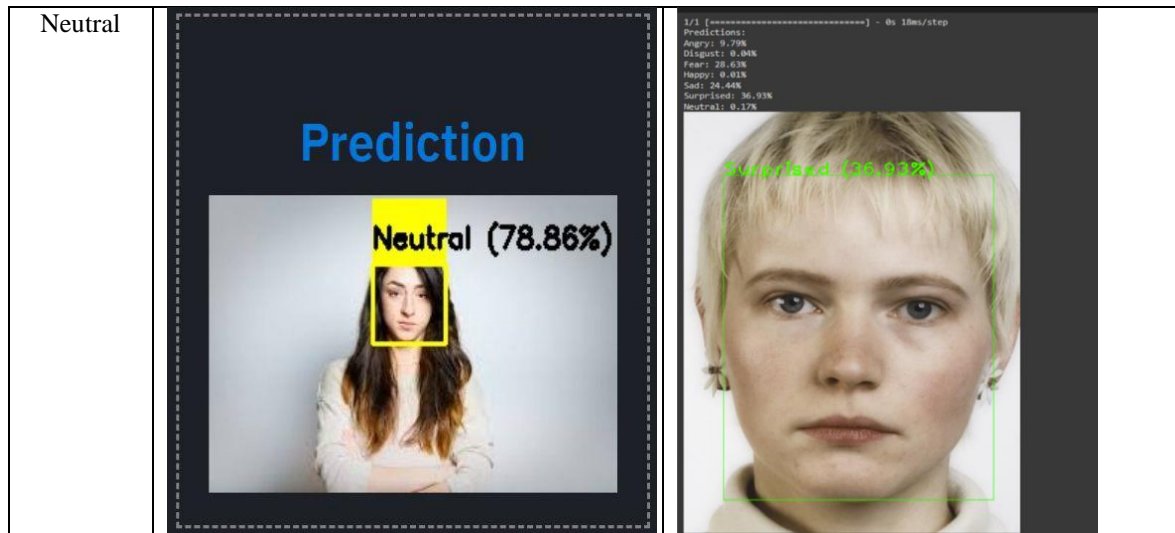 Neutral
Prediction
Neutral (78.86%)
1/1 [==============================] - 0s 18ms/step
Predictions:
Angry: 9.79%
Disgust: 0.04%
Fear: 28.63%
Happy: 0.01%
Sad: 24.44%
Surprised: 36.93%
Neutral: 0.17%
Surprised (36.93%)